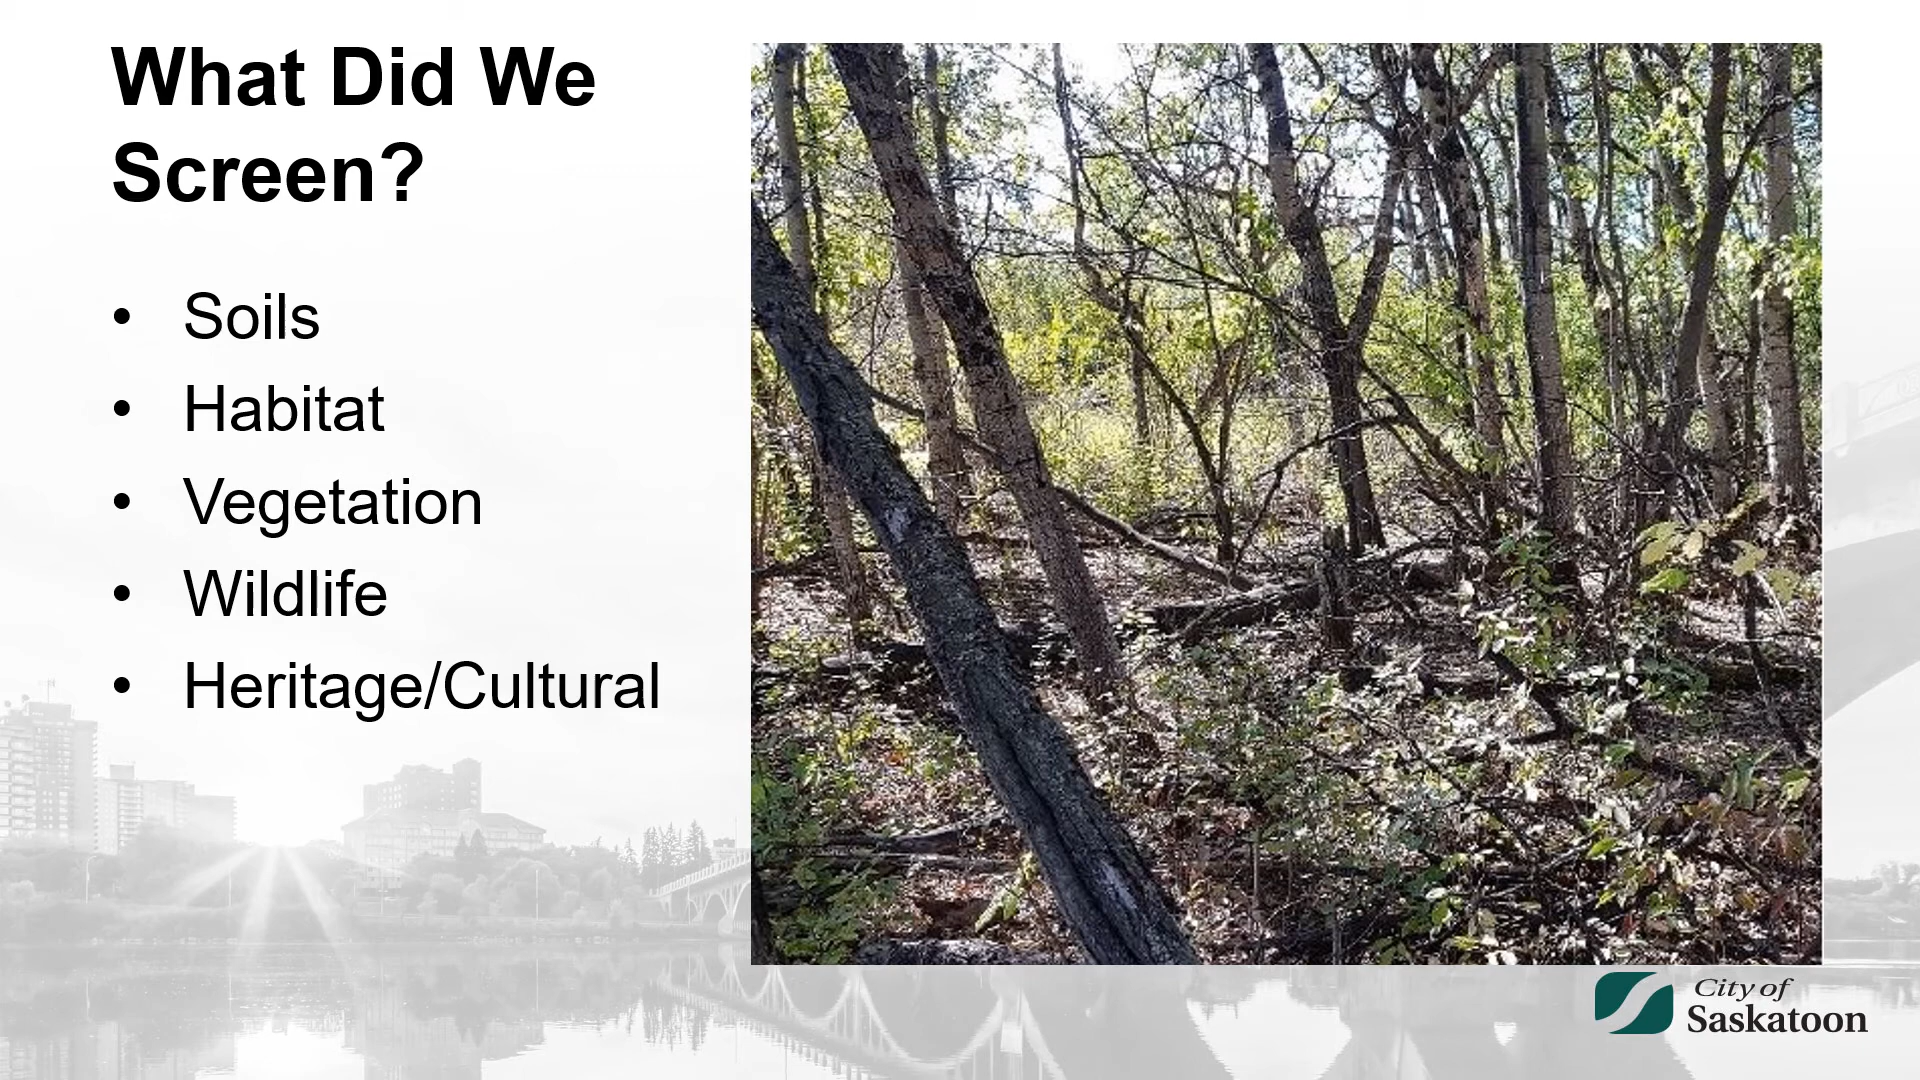 What Did We
Screen?
• Soils
• Habitat
• Vegetation
• Wildlife
• Heritage/Cultural
City of
Saskatoon